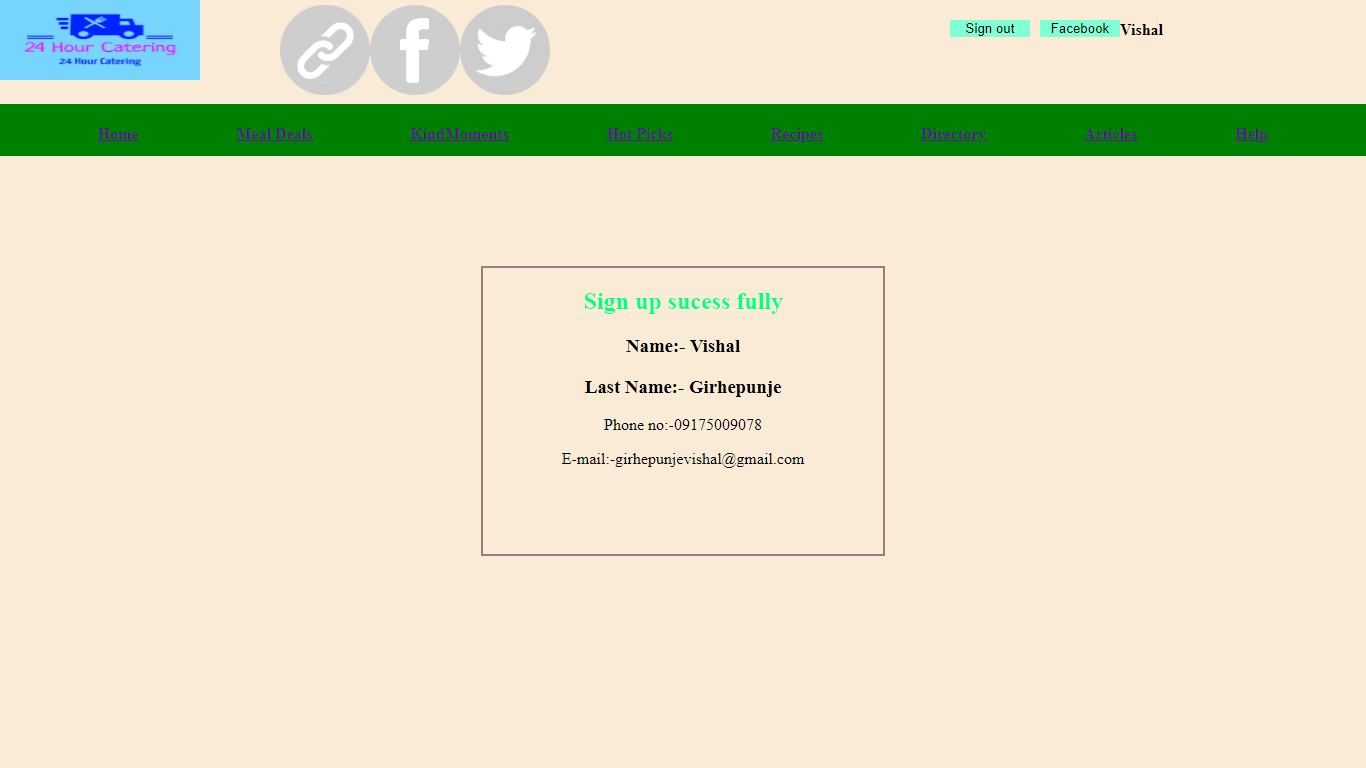 24 Hour Catering
24 Hour Catering
Sign out Facebook Vishal
Home Meal Deals KindMoments Hot Picks Recipes Directory Articles Help
Sign up sucess fully
Name:- Vishal
Last Name:- Girhepunje
Phone no:-09175009078
E-mail:-girhepunjevishal@gmail.com